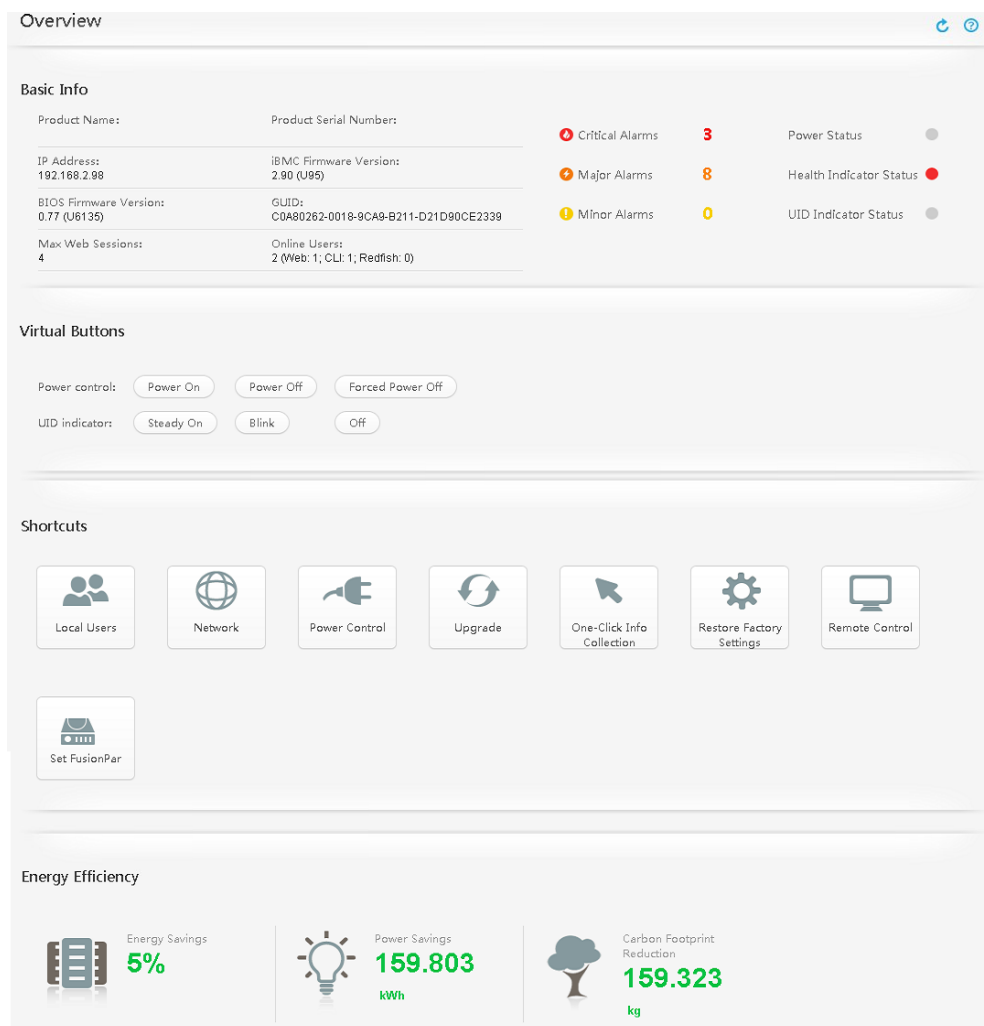 Overview
Basic Info
Product Name:
Product Serial Number:
IP Address:
192.168.2.98
iBMC Firmware Version:
2.90 (U95)
BIOS Firmware Version:
0.77 (U6135)
GUID:
C0A80262-0018-9CA9-B211-D21D90CE2339
Max Web Sessions:
4
Online Users:
2 (Web: 1; CLI: 1; Redfish: 0)
Critical Alarms 3
Major Alarms 8
Minor Alarms 0
Power Status
Health Indicator Status
UID Indicator Status
Virtual Buttons
Power control: Power On Power Off Forced Power Off
UID indicator: Steady On Blink Off
Shortcuts
Local Users
Network
Power Control
Upgrade
One-Click Info
Collection
Restore Factory
Settings
Remote Control
Set FusionPar
Energy Efficiency
Energy Savings
5%
Power Savings
159.803
kWh
Carbon Footprint
Reduction
159.323
kg